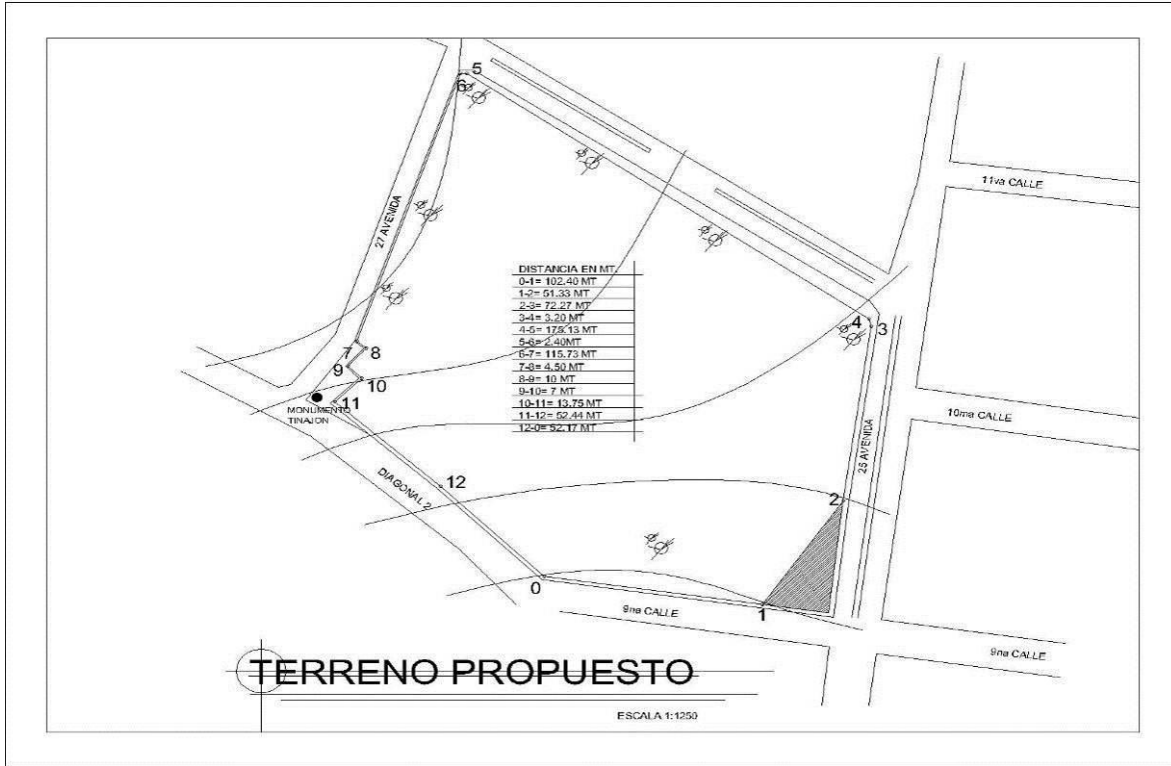 5
6
11va CALLE
27 AVENIDA
DISTANCIA EN MT.
0-1= 102.40 MT
1-2= 51.33 MT
2-3= 72.27 MT
3-4= 3.20 MT
4-5= 175.13 MT
5-6= 2.40MT
6-7= 115.73 MT
7-8= 4.50 MT
8-9= 10 MT
9-10= 7 MT
10-11= 13.75 MT
11-12= 52.44 MT
12-0= 52.17 MT
4
3
7
8
9
10
11
MONUMENTO
TINAJON
10ma CALLE
25 AVENIDA
DIAGONAL 2
12
2
0
1
9na CALLE
9na CALLE
TERRENO PROPUESTO
ESCALA 1:1250